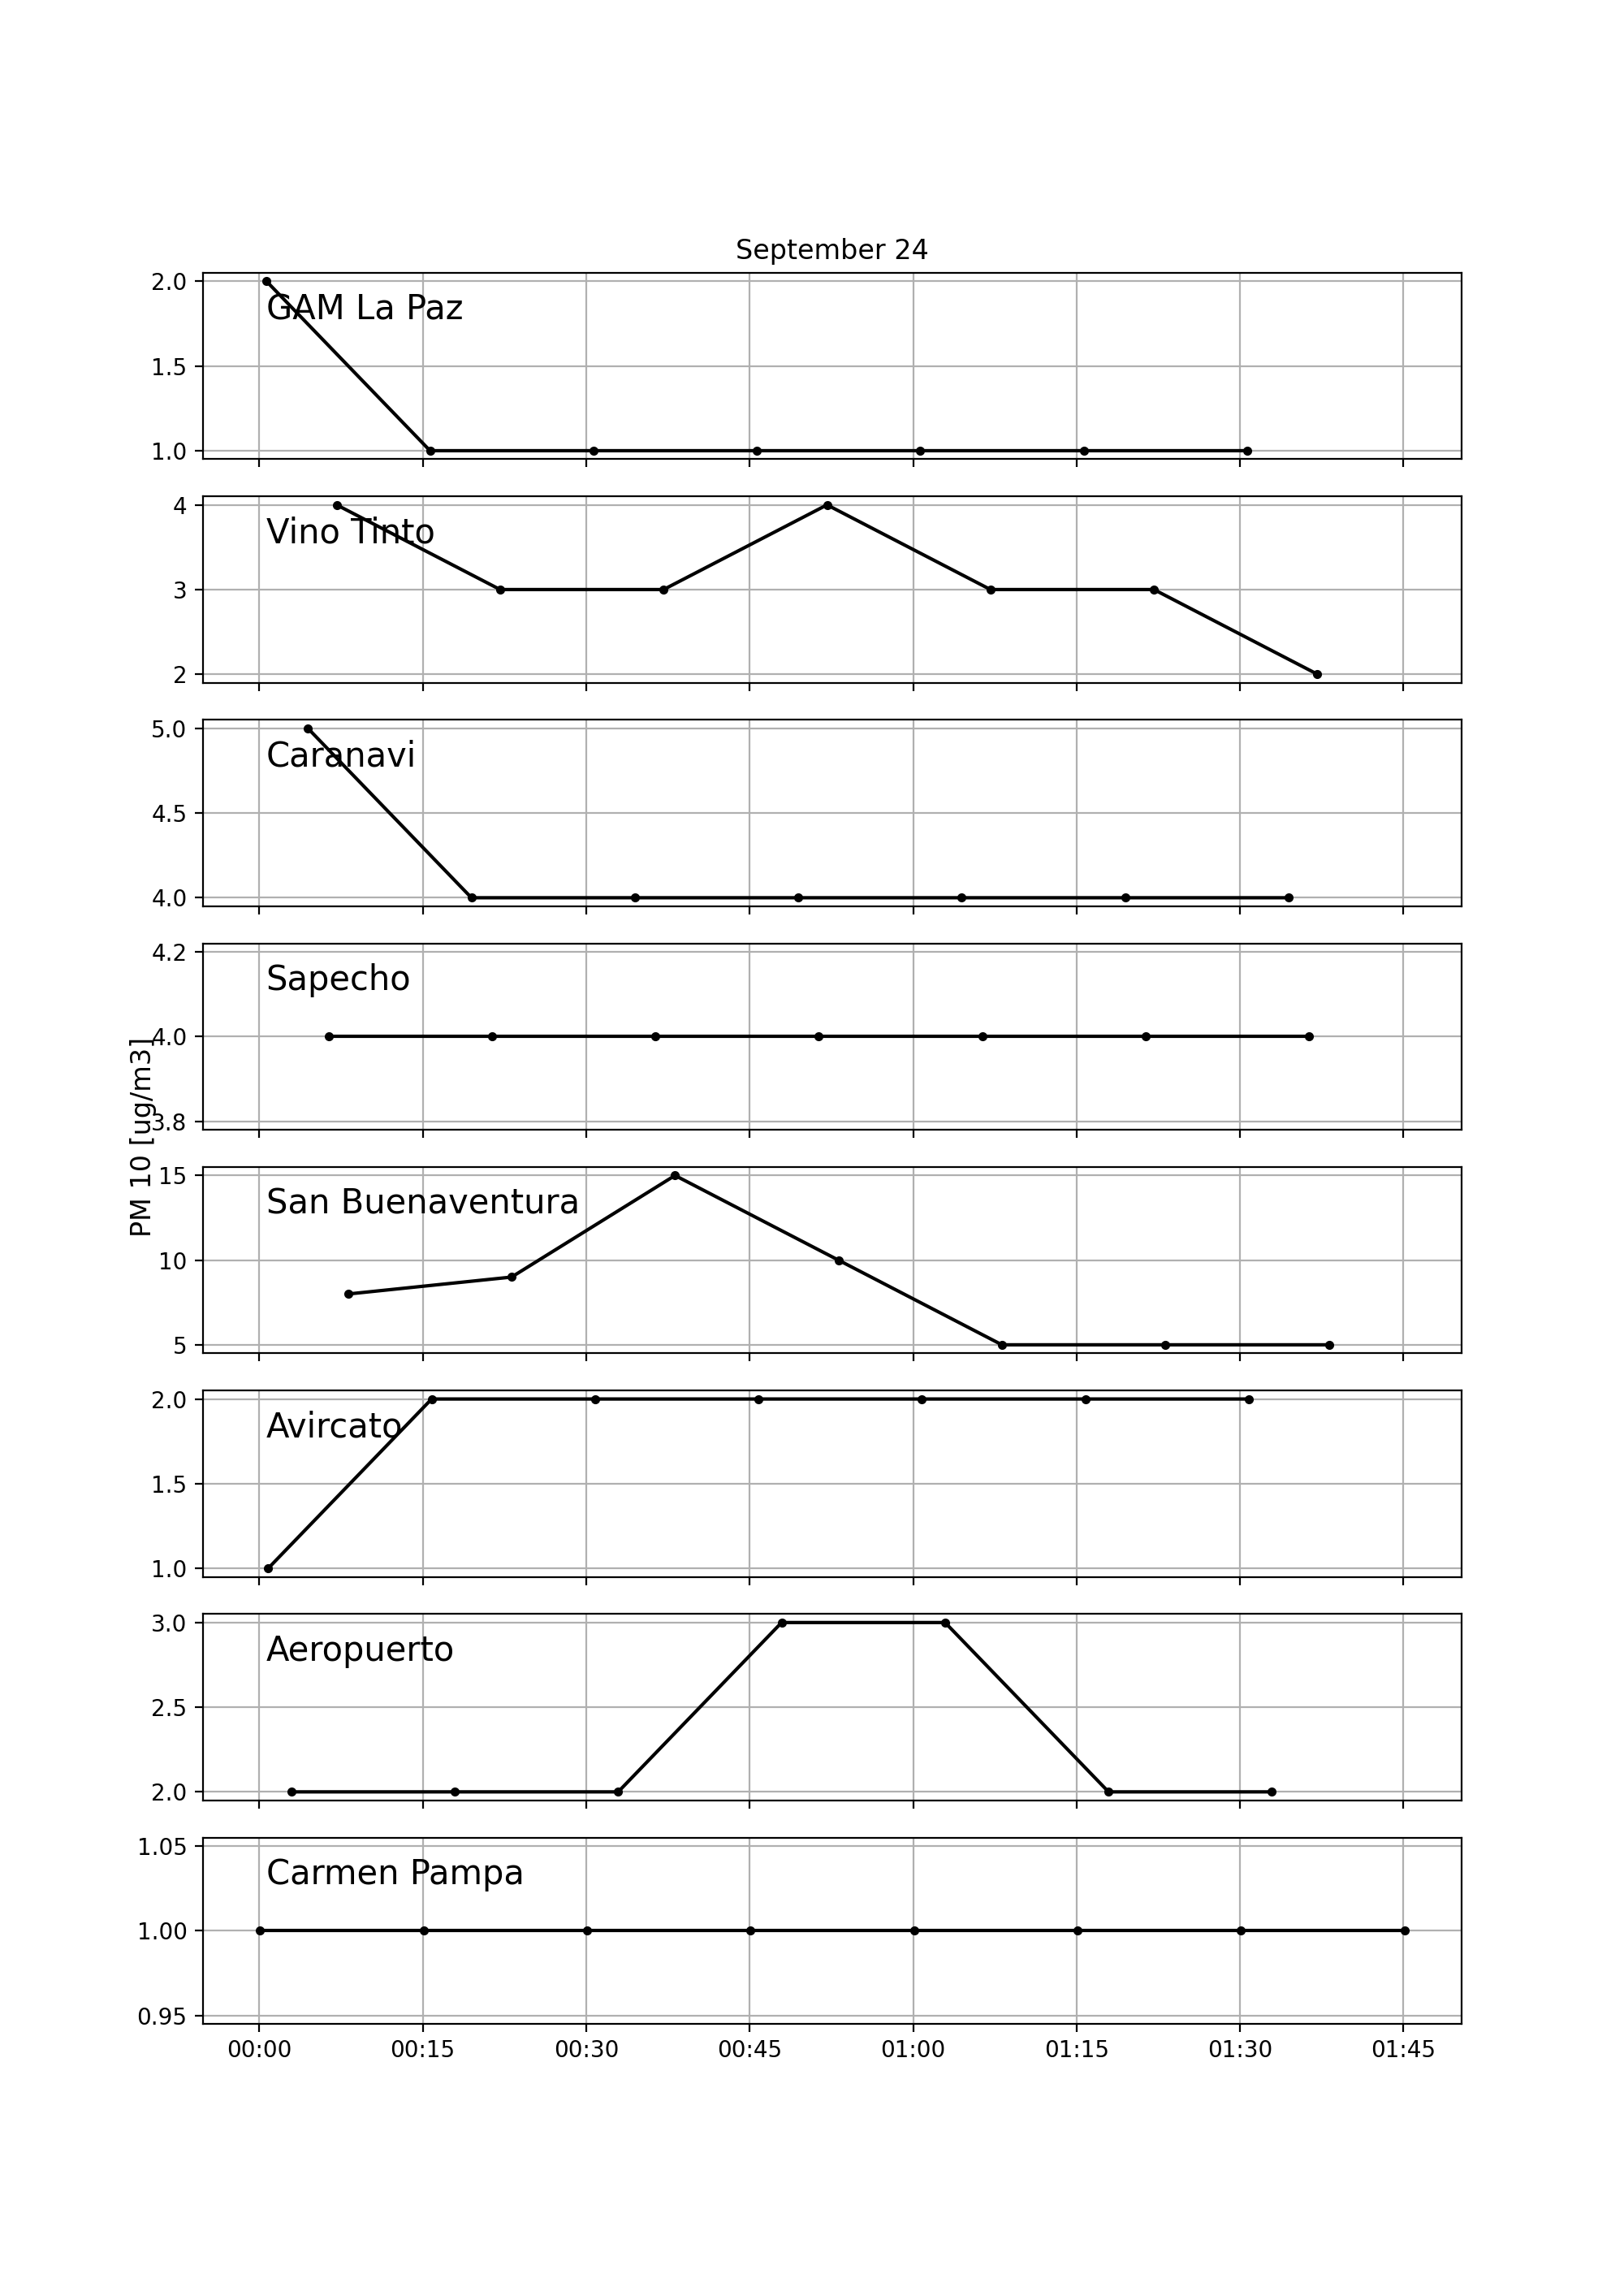 September 24
2.0
GAM La Paz
1.5
1.0
4
Vino Tinto
3
2
5.0
Caranavi
4.5
4.0
4.2
Sapecho
4.0
3.8
PM 10 [ug/m3]
15
San Buenaventura
10
5
2.0
Avircato
1.5
1.0
3.0
Aeropuerto
2.5
2.0
1.05
Carmen Pampa
1.00
0.95
00:00 00:15 00:30 00:45 01:00 01:15 01:30 01:45